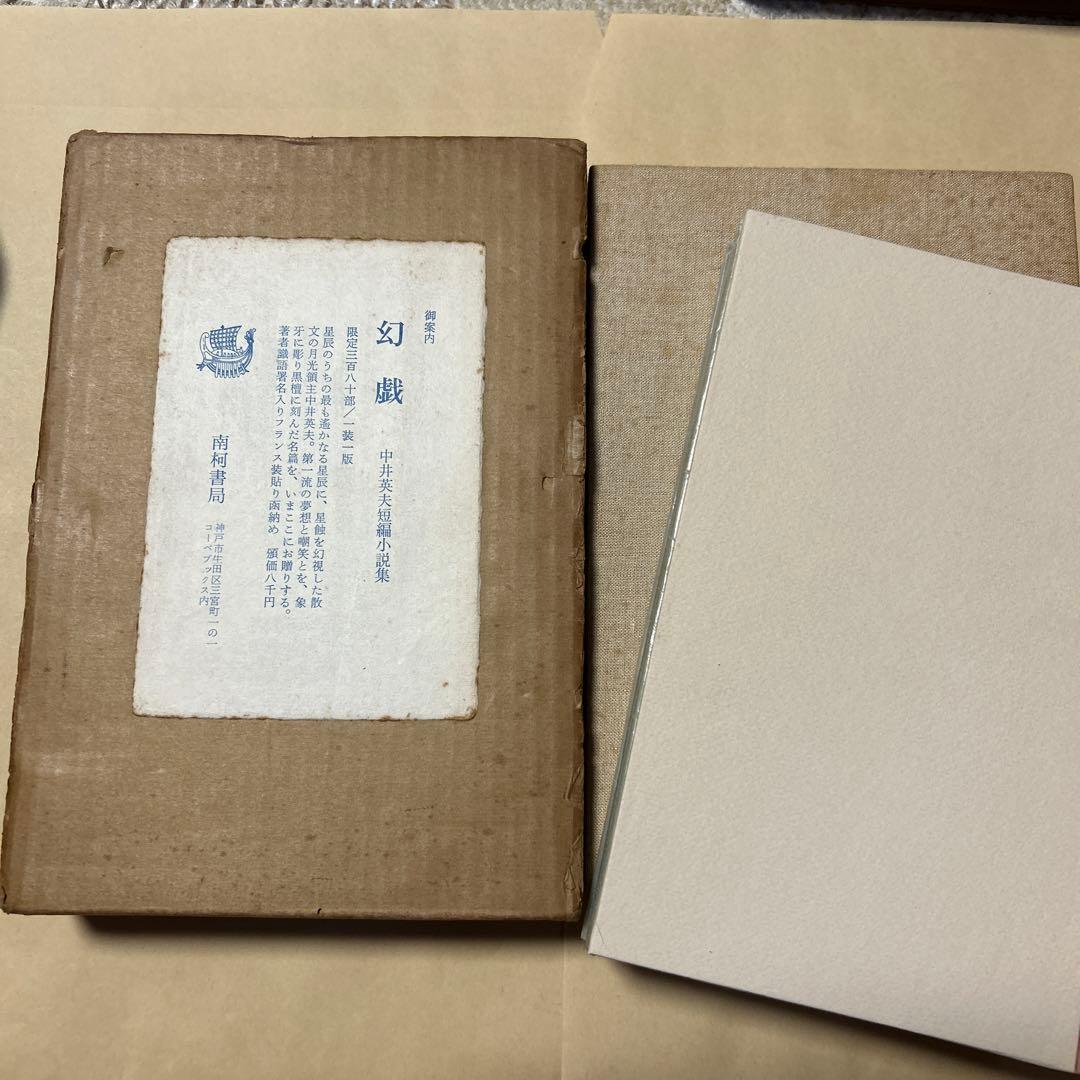 御案内
幻戯 中井英夫短編小説集
限定三百八十部/一装一版
星辰のうちの最も遙かなる星辰に、星蝕を幻視した散
文の月光領主中井英夫。第一流の夢想と嘲笑とを、象
牙に彫り黒檀に刻んだ名篇を、いまここにお贈りする。
著者識語署名入りフランス装貼り函納め 頒価八千円
南柯書局 神戸市生田区三宮町一の一
コーベブックス内